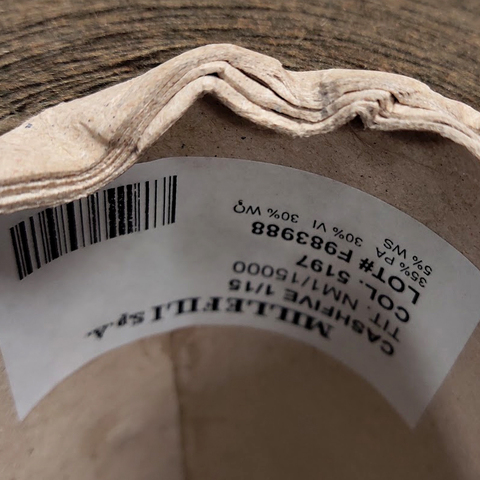 MILLEFILI S.p.A.
CASHFIVE 1/15
TIT. NM1/15000
COL. 5197
LOT# F983988
35% PA 30% VI 30% WO
5% WS